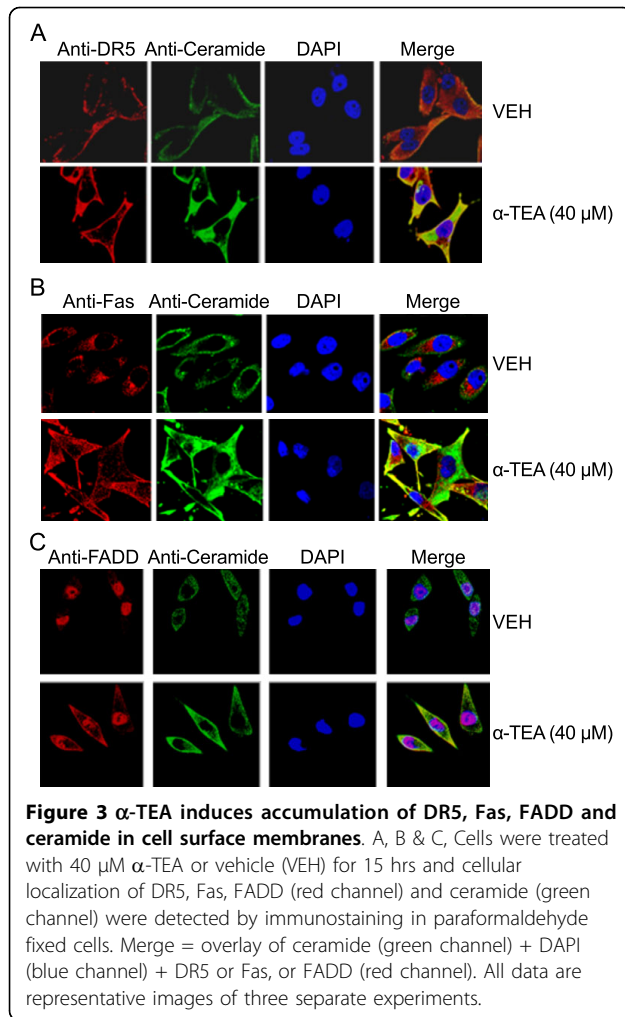 A
Anti-DR5 Anti-Ceramide DAPI Merge
VEH
α-TEA (40 µM)
B
Anti-Fas Anti-Ceramide DAPI Merge
VEH
α-TEA (40 µM)
C
Anti-FADD Anti-Ceramide DAPI Merge
VEH
α-TEA (40 µM)
Figure 3 α-TEA induces accumulation of DR5, Fas, FADD and
ceramide in cell surface membranes. A, B & C, Cells were treated
with 40 µM α-TEA or vehicle (VEH) for 15 hrs and cellular
localization of DR5, Fas, FADD (red channel) and ceramide (green
channel) were detected by immunostaining in paraformaldehyde
fixed cells. Merge = overlay of ceramide (green channel) + DAPI
(blue channel) + DR5 or Fas, or FADD (red channel). All data are
representative images of three separate experiments.